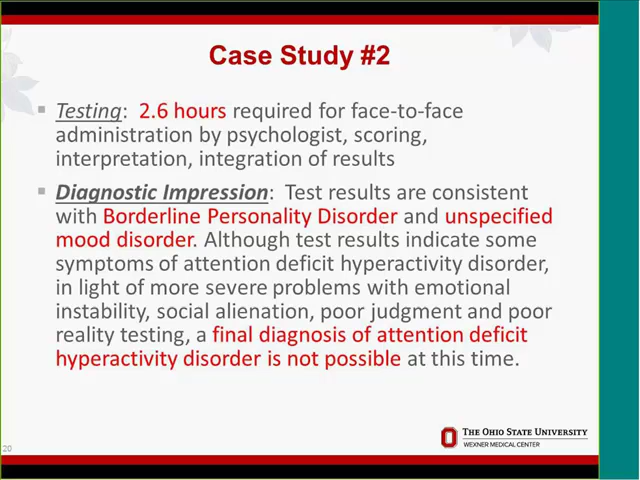 Case Study #2
▪ Testing: 2.6 hours required for face-to-face
administration by psychologist, scoring,
interpretation, integration of results
▪ Diagnostic Impression: Test results are consistent
with Borderline Personality Disorder and unspecified
mood disorder. Although test results indicate some
symptoms of attention deficit hyperactivity disorder,
in light of more severe problems with emotional
instability, social alienation, poor judgment and poor
reality testing, a final diagnosis of attention deficit
hyperactivity disorder is not possible at this time.
THE OHIO STATE UNIVERSITY
WEXNER MEDICAL CENTER
20